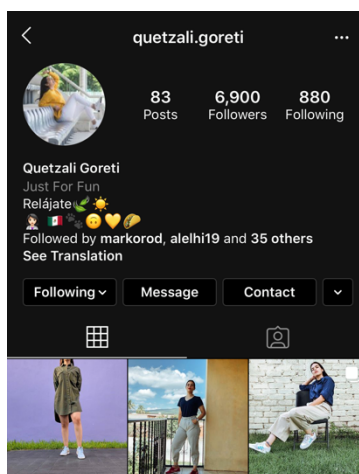 quetzali.goreti
83 6,900 880
Posts Followers Following
Quetzali Goreti
Just For Fun
Relájate🌿☀️
👩🏻‍⚕️🇲🇽🐾🙃💛🌮
Followed by markorod, alelhi19 and 35 others
See Translation
Following Message Contact